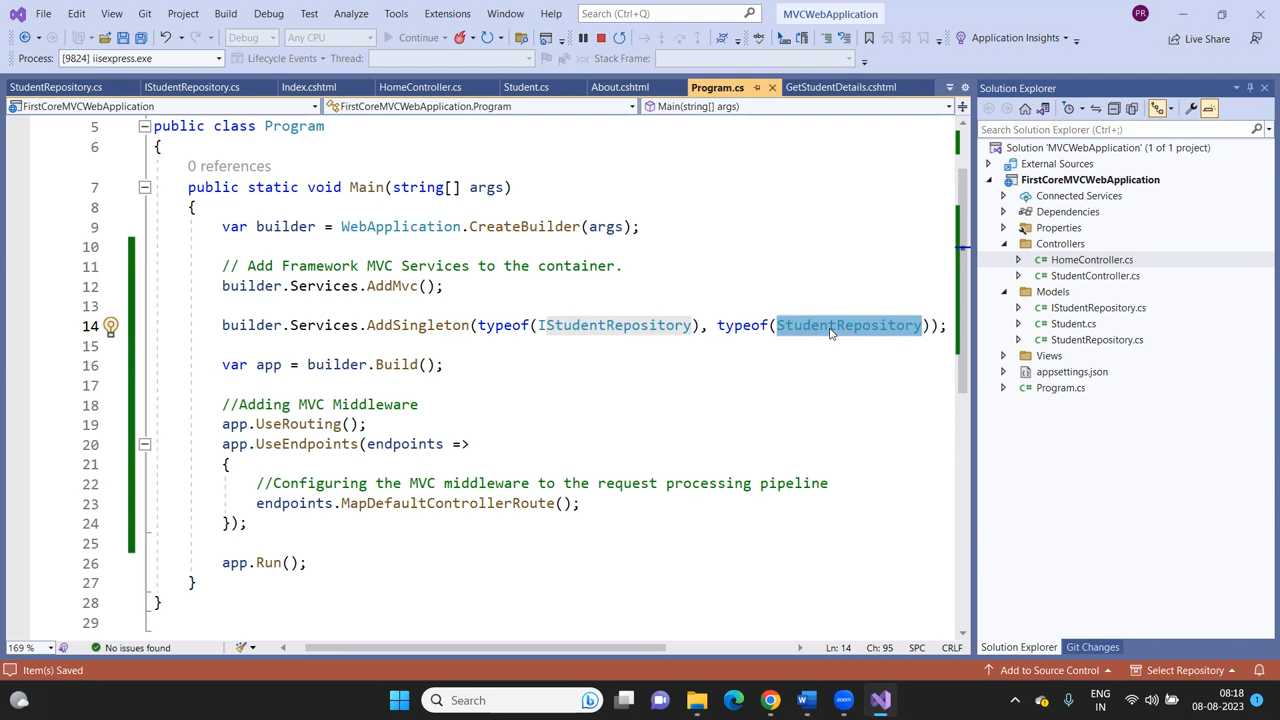 File Edit View Git Project Build Debug Test Analyze Tools Extensions Window Help Search (Ctrl+Q) MVCWebApplication PR
Debug Any CPU Continue Application Insights Live Share
Process: [9824] iisexpress.exe Lifecycle Events Thread: Stack Frame:
StudentRepository.cs IStudentRepository.cs Index.cshtml HomeController.cs Student.cs About.cshtml Program.cs GetStudentDetails.cshtml
FirstCoreMVCWebApplication FirstCoreMVCWebApplication.Program Main(string[] args)
5 public class Program
6 {
0 references
7 public static void Main(string[] args)
8 {
9 var builder = WebApplication.CreateBuilder(args);
10
11 // Add Framework MVC Services to the container.
12 builder.Services.AddMvc();
13
14 builder.Services.AddSingleton(typeof(IStudentRepository), typeof(StudentRepository));
15
16 var app = builder.Build();
17
18 //Adding MVC Middleware
19 app.UseRouting();
20 app.UseEndpoints(endpoints =>
21 {
22 //Configuring the MVC middleware to the request processing pipeline
23 endpoints.MapDefaultControllerRoute();
24 });
25
26 app.Run();
27 }
28 }
29
169 % No issues found Ln: 14 Ch: 95 SPC CRLF
Solution Explorer
Search Solution Explorer (Ctrl+;)
Solution 'MVCWebApplication' (1 of 1 project)
External Sources
FirstCoreMVCWebApplication
Connected Services
Dependencies
Properties
Controllers
C# HomeController.cs
C# StudentController.cs
Models
C# IStudentRepository.cs
C# Student.cs
C# StudentRepository.cs
Views
appsettings.json
C# Program.cs
Solution Explorer Git Changes
Item(s) Saved Add to Source Control Select Repository
Search ENG IN 08:18 08-08-2023